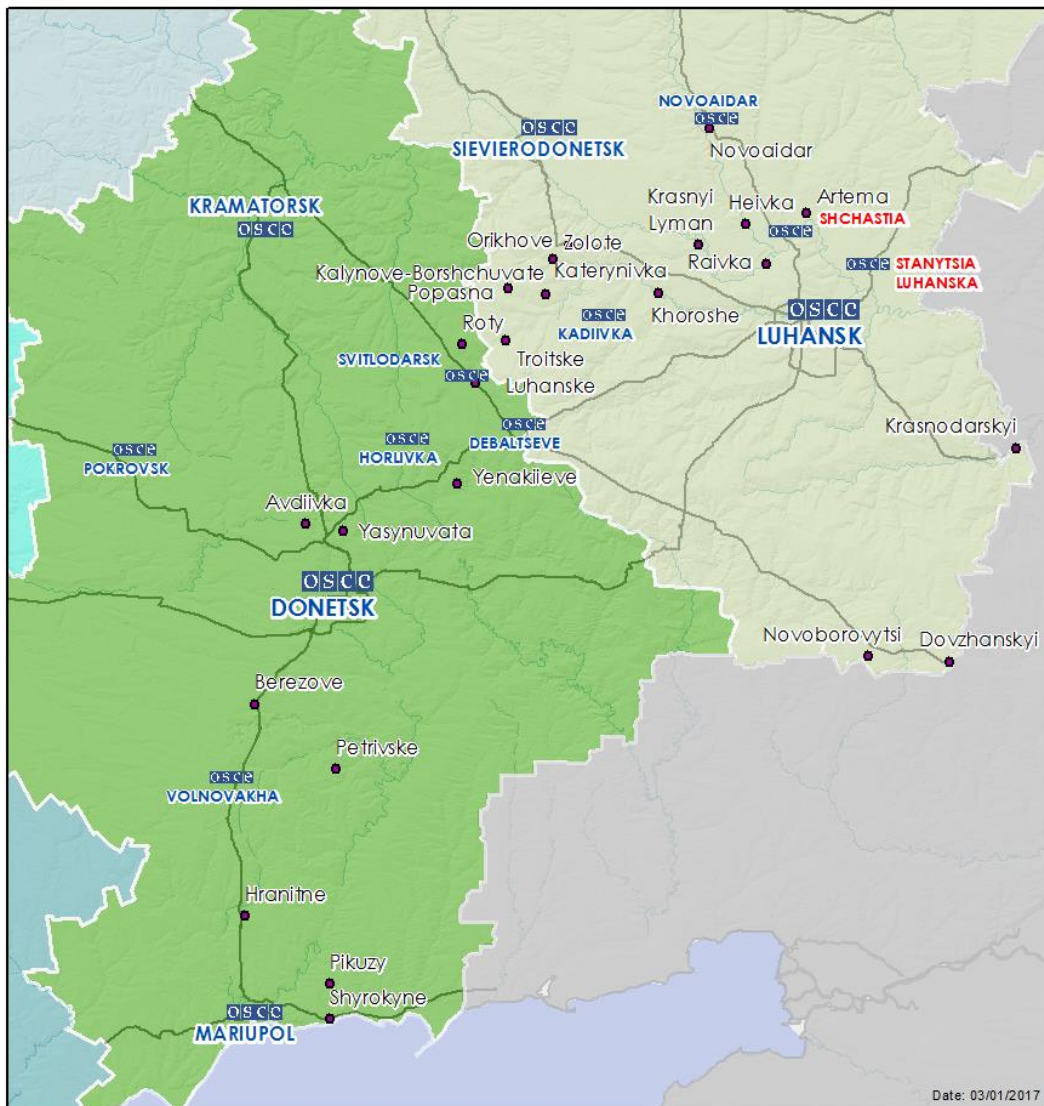 NOVOAIDAR
osce
Novoaidar
OSCE
SIEVIERODONETSK
KRAMATORSK
OSCE
Krasnyi
Lyman
Heivka
Artema
SHCHASTIA
osce
Orikhove
Zolote
Raivka
osce
STANYTSIA
LUHANSKA
Kalynove-Borshchuvate
Katerynivka
Popasna
Khoroshe
osce
KADIIVKA
OSCE
LUHANSK
Roty
Troitske
SVITLODARSK
osce
Luhanske
osce
DEBALTSEVE
osce
HORLIVKA
osce
POKROVSK
Krasnodarskyi
Yenakiieve
Avdiivka
Yasynuvata
OSCE
DONETSK
Novoborovytsi
Dovzhanskyi
Berezove
Petrivske
osce
VOLNOVAKHA
Hranitne
Pikuzy
Shyrokyne
OSCE
MARIUPOL
Date: 03/01/2017